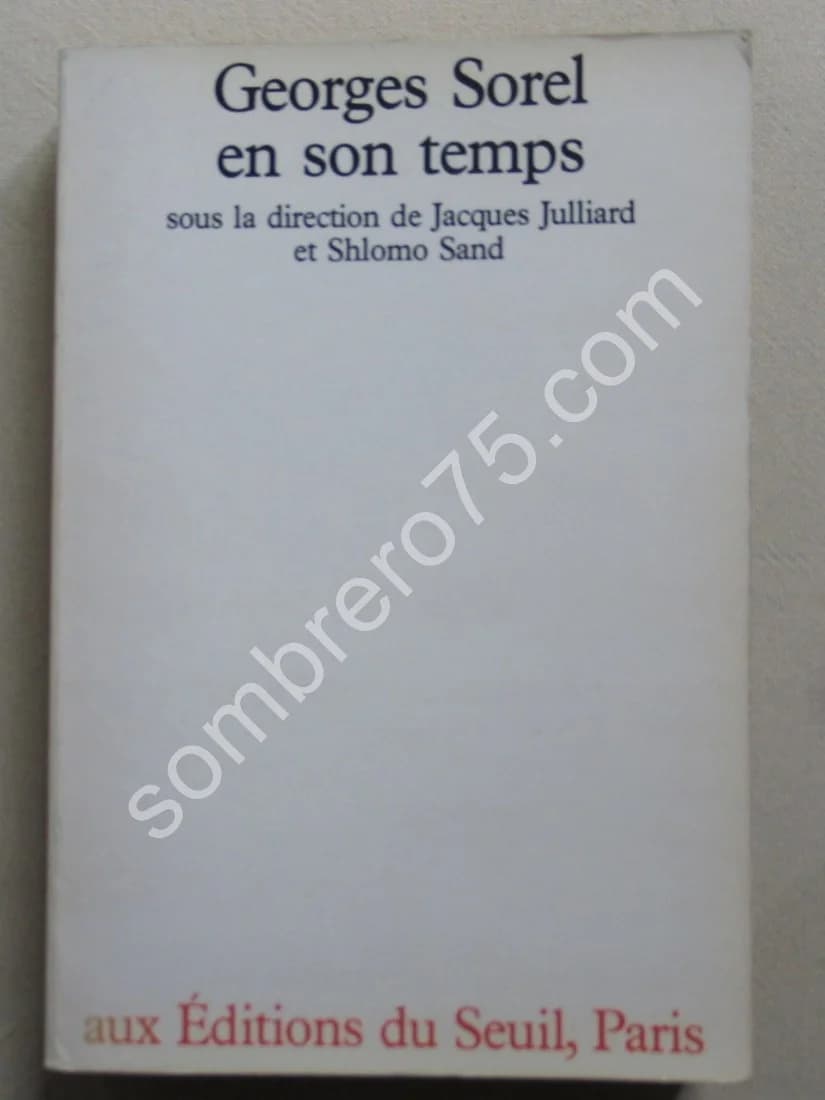 Georges Sorel
en son temps
sous la direction de Jacques Julliard
et Shlomo Sand
sombrero75.com
aux Éditions du Seuil, Paris